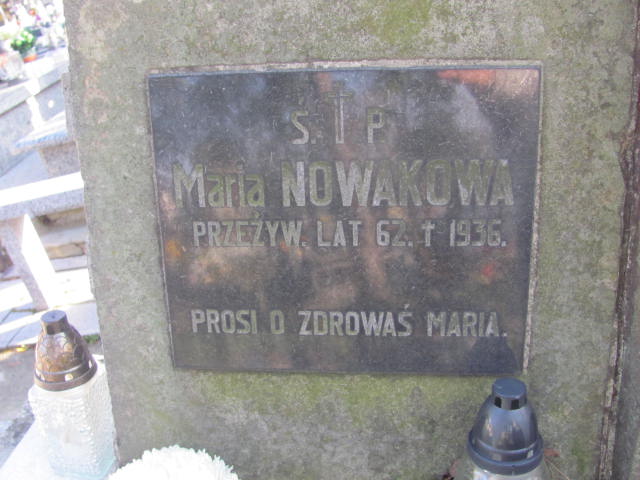 Ś. † P
Maria NOWAKOWA
PRZEŻYW. LAT 62. † 1936.
PROSI O ZDROWAŚ MARIA.